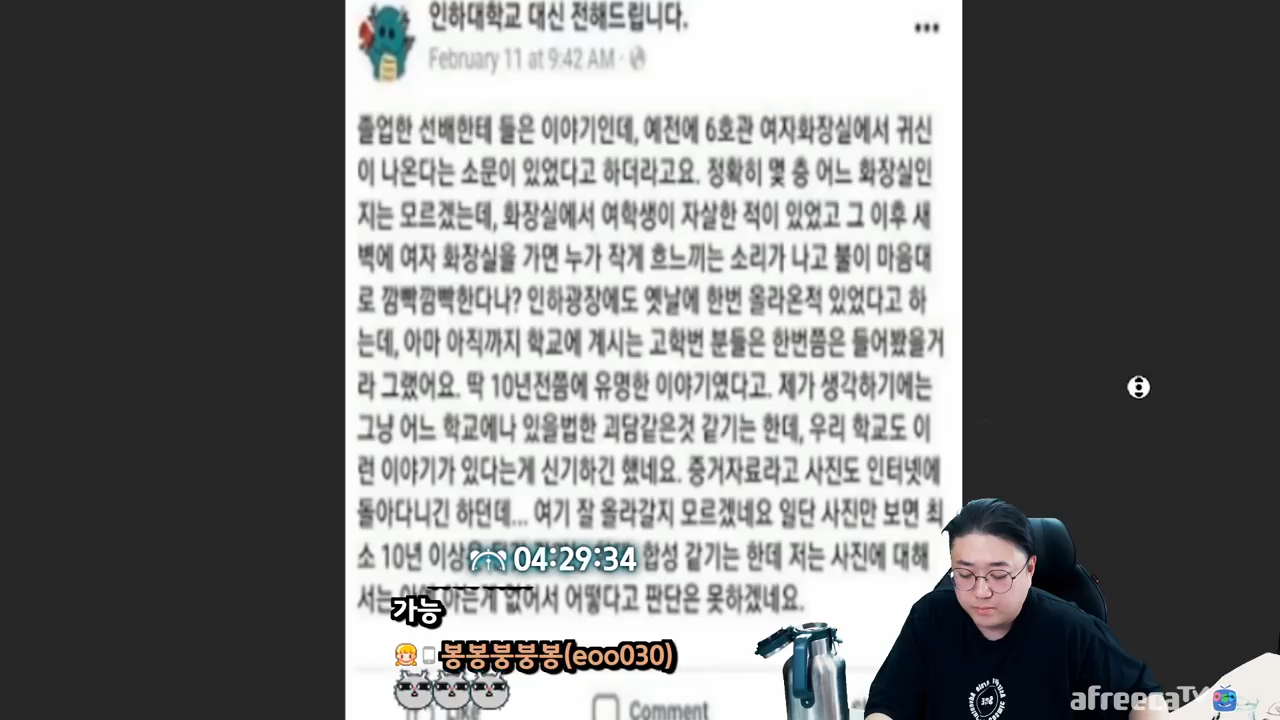 인하대학교 대신 전해드립니다.
February 11 at 9:42 AM ·
졸업한 선배한테 들은 이야기인데, 예전에 6호관 여자화장실에서 귀신
이 나온다는 소문이 있었다고 하더라고요. 정확히 몇 층 어느 화장실인
지는 모르겠는데, 화장실에서 여학생이 자살한 적이 있었고 그 이후 새
벽에 여자 화장실을 가면 누가 작게 흐느끼는 소리가 나고 불이 마음대
로 깜빡깜빡한다나? 인하광장에도 옛날에 한번 올라온적 있었다고 하
는데, 아마 아직까지 학교에 계시는 고학번 분들은 한번쯤은 들어봤을거
라 그랬어요. 딱 10년전쯤에 유명한 이야기였다고. 제가 생각하기에는
그냥 어느 학교에나 있을법한 괴담같은것 같기는 한데, 우리 학교도 이
런 이야기가 있다는게 신기하긴 했네요. 증거자료라고 사진도 인터넷에
돌아다니긴 하던데... 여기 잘 올라갈지 모르겠네요 일단 사진만 보면 최
소 10년 이상 합성 같기는 한데 저는 사진에 대해
04:29:34
서는 아는게 없어서 어떻다고 판단은 못하겠네요.
가능
봉봉붕붕봉(eoo030)
Like Comment
afreecaTV